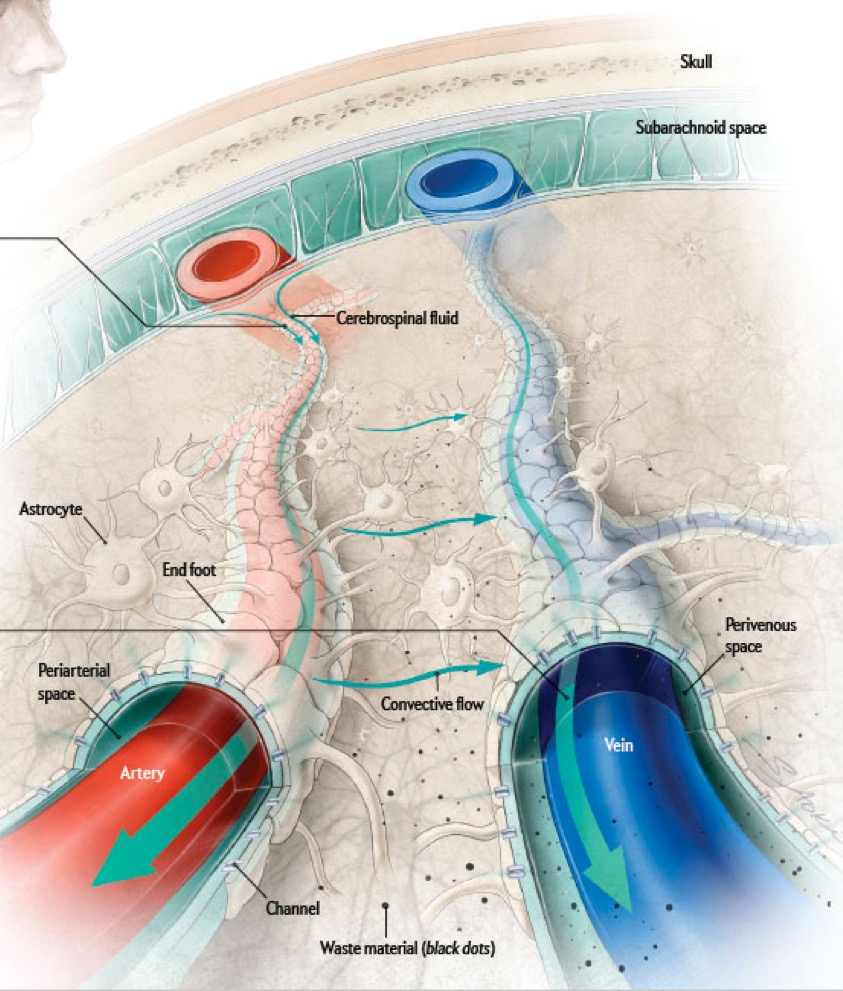 Skull
Subarachnoid space
Cerebrospinal fluid
Astrocyte
End foot
Perivenous
space
Periarterial
space
Convective flow
Vein
Artery
Channel
Waste material (black dots)